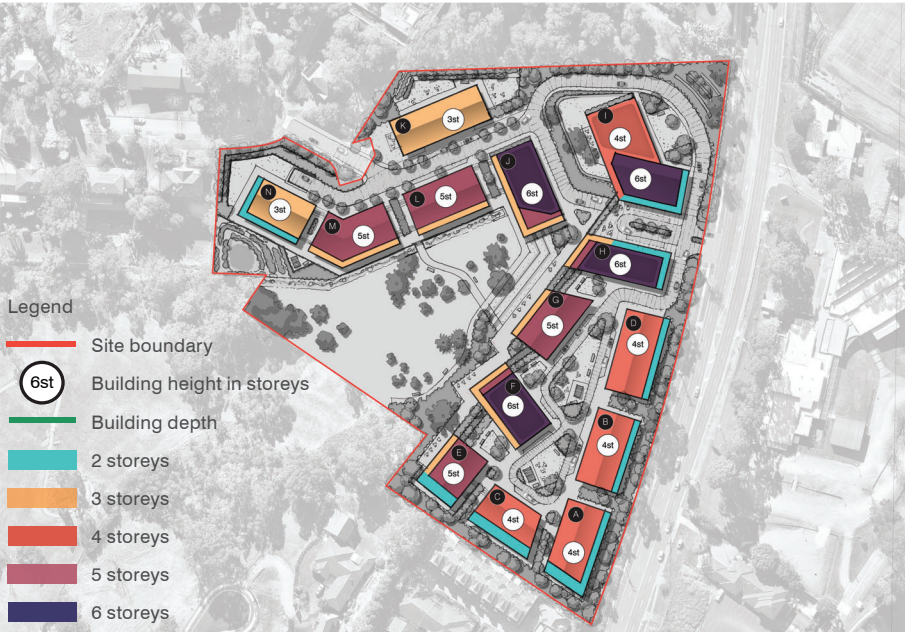 I
4st
K
3st
J
6st
6st
N
3st
L
5st
M
5st
H
6st
G
5st
D
4st
F
6st
B
4st
E
5st
C
4st
A
4st
Legend
Site boundary
6st Building height in storeys
Building depth
2 storeys
3 storeys
4 storeys
5 storeys
6 storeys